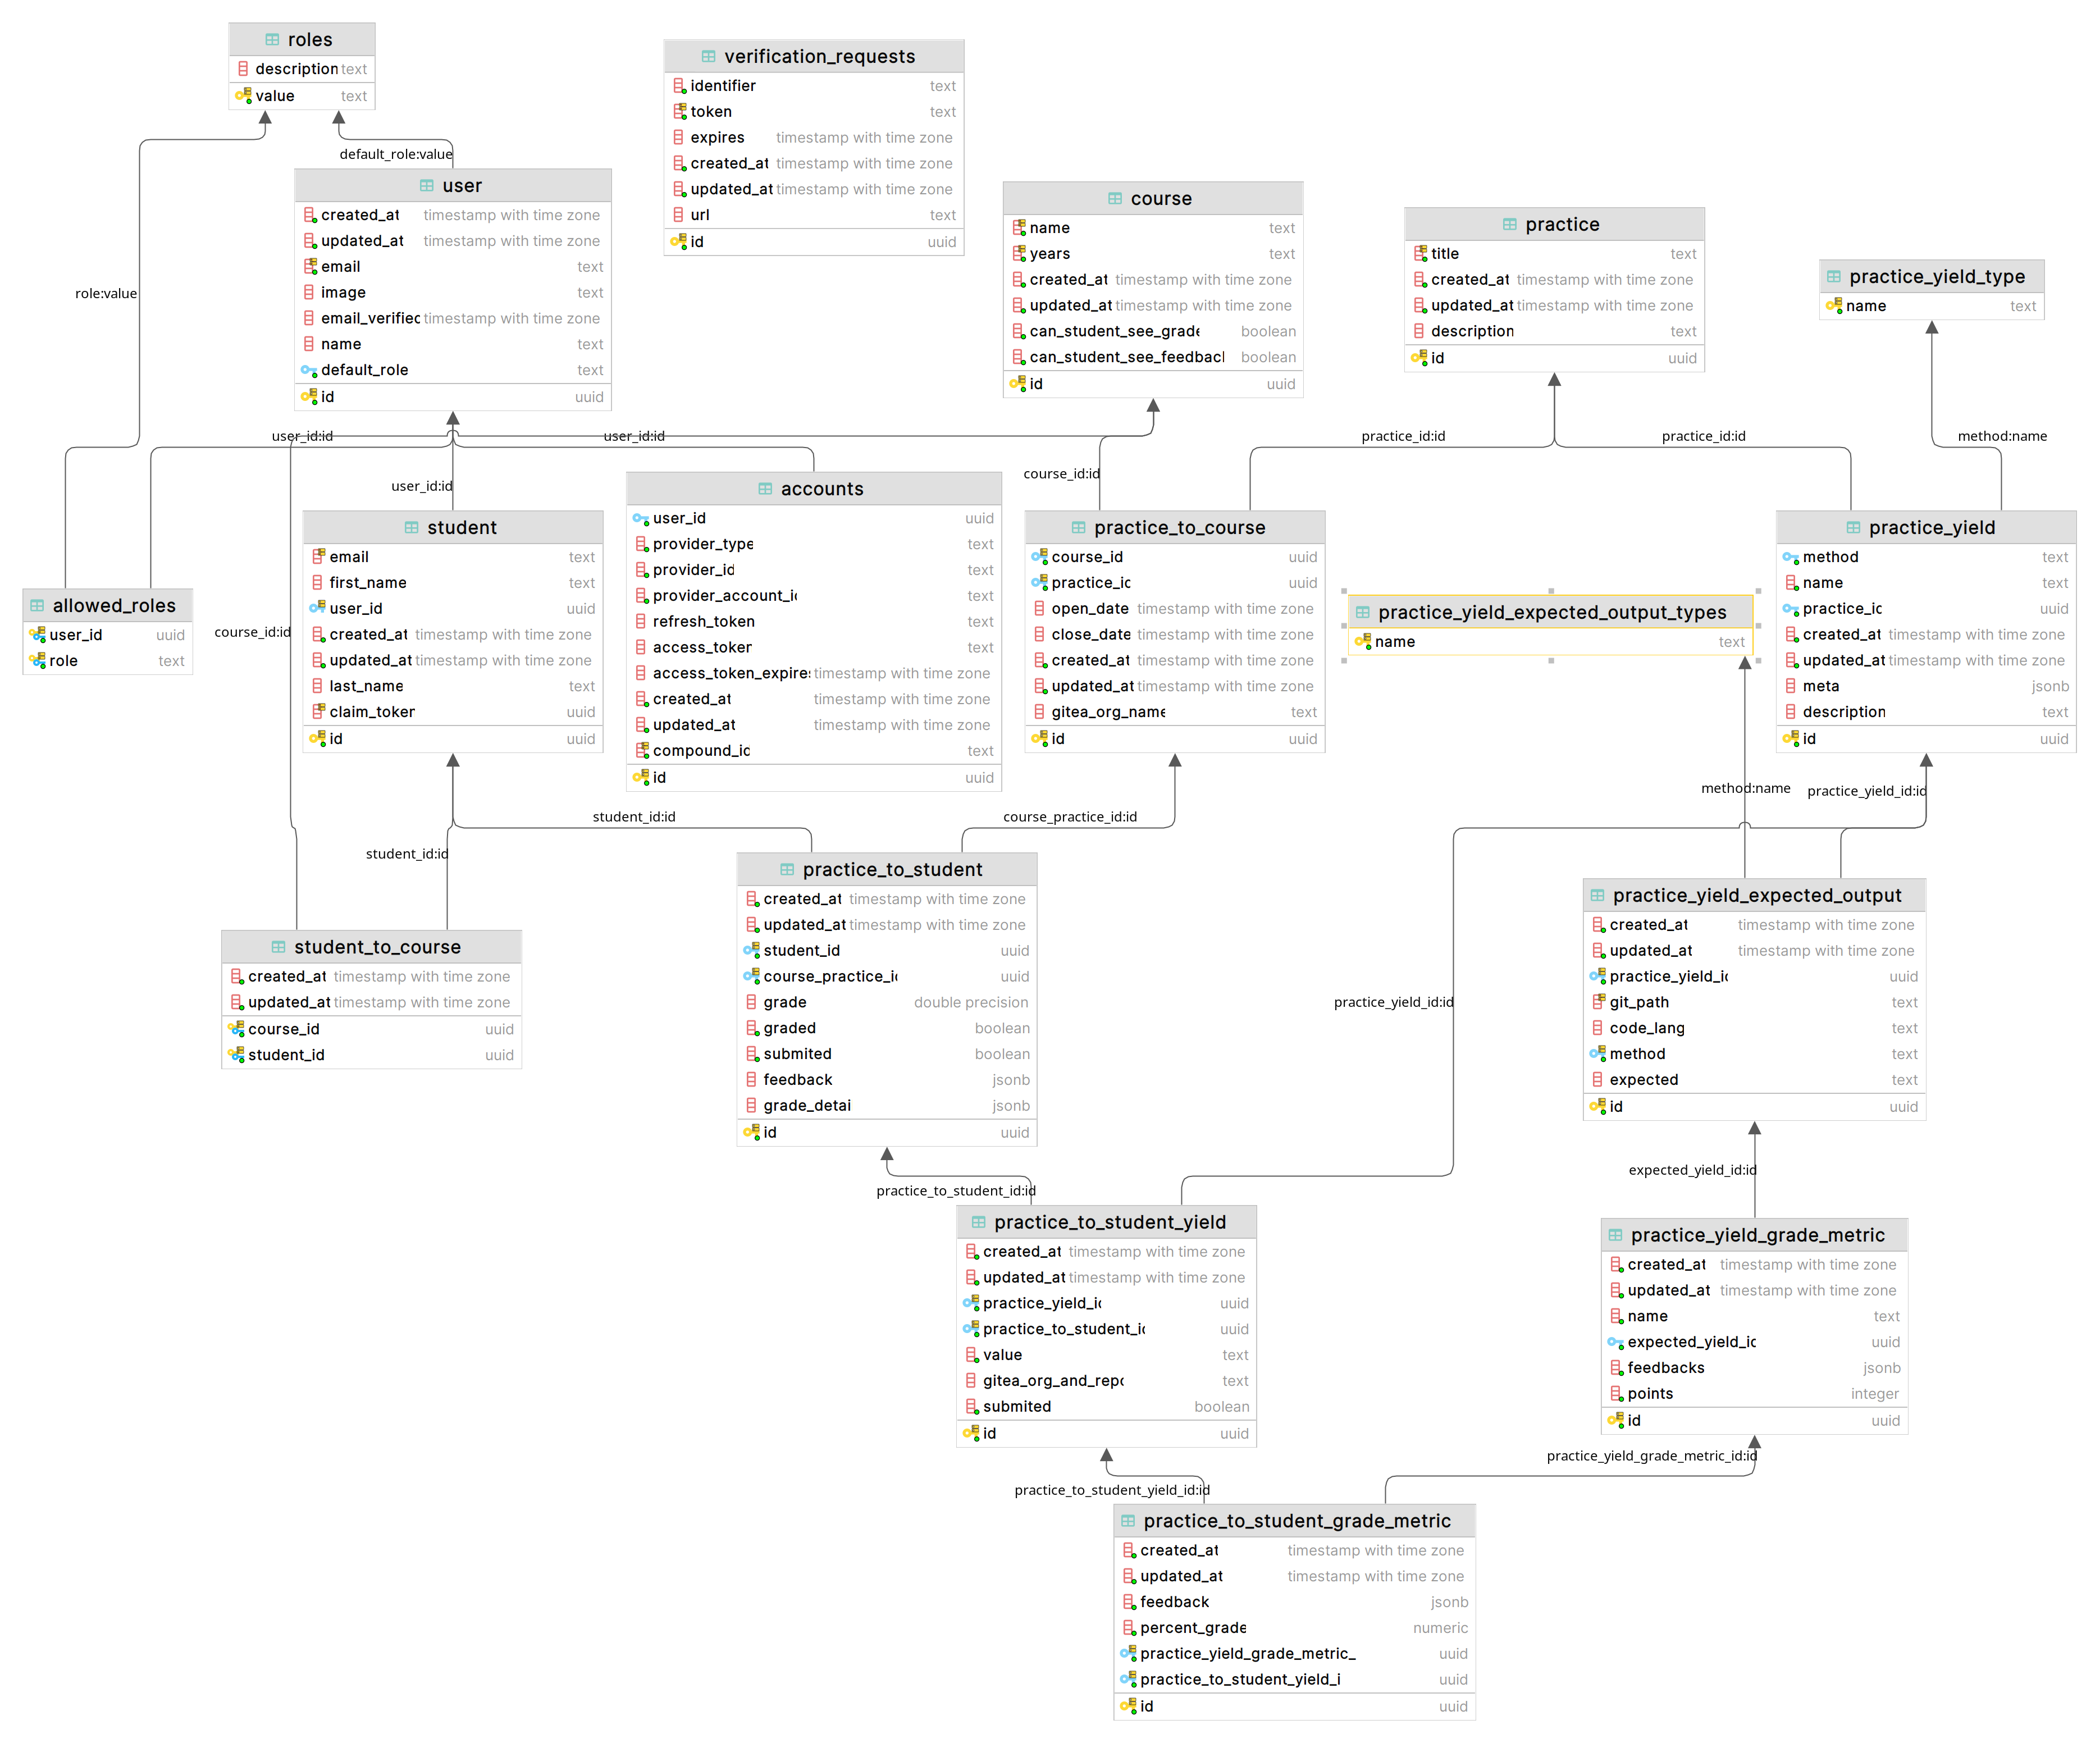 roles
description text
value text
verification_requests
identifier text
token text
expires timestamp with time zone
created_at timestamp with time zone
updated_at timestamp with time zone
url text
id uuid
default_role:value
user
created_at timestamp with time zone
updated_at timestamp with time zone
email text
image text
email_verified timestamp with time zone
name text
default_role text
id uuid
course
name text
years text
created_at timestamp with time zone
updated_at timestamp with time zone
can_student_see_grade boolean
can_student_see_feedbacl boolean
id uuid
practice
title text
created_at timestamp with time zone
updated_at timestamp with time zone
description text
id uuid
practice_yield_type
name text
role:value
user_id:id
user_id:id
practice_id:id
practice_id:id
method:name
course_id:id
user_id:id
accounts
user_id uuid
provider_type text
provider_id text
provider_account_id text
refresh_token text
access_token text
access_token_expires timestamp with time zone
created_at timestamp with time zone
updated_at timestamp with time zone
compound_id text
id uuid
student
email text
first_name text
user_id uuid
created_at timestamp with time zone
updated_at timestamp with time zone
last_name text
claim_token uuid
id uuid
practice_to_course
course_id uuid
practice_id uuid
open_date timestamp with time zone
close_date timestamp with time zone
created_at timestamp with time zone
updated_at timestamp with time zone
gitea_org_name text
id uuid
practice_yield
method text
name text
practice_id uuid
created_at timestamp with time zone
updated_at timestamp with time zone
meta jsonb
description text
id uuid
allowed_roles
user_id uuid
role text
course_id:id
practice_yield_expected_output_types
name text
method:name
practice_yield_id:id
student_id:id
course_practice_id:id
student_id:id
practice_to_student
created_at timestamp with time zone
updated_at timestamp with time zone
student_id uuid
course_practice_id uuid
grade double precision
graded boolean
submited boolean
feedback jsonb
grade_detai jsonb
id uuid
practice_yield_expected_output
created_at timestamp with time zone
updated_at timestamp with time zone
practice_yield_id uuid
git_path text
code_lang text
method text
expected text
id uuid
student_to_course
created_at timestamp with time zone
updated_at timestamp with time zone
course_id uuid
student_id uuid
practice_yield_id:id
expected_yield_id:id
practice_to_student_id:id
practice_to_student_yield
created_at timestamp with time zone
updated_at timestamp with time zone
practice_yield_id uuid
practice_to_student_id uuid
value text
gitea_org_and_repo text
submited boolean
id uuid
practice_yield_grade_metric
created_at timestamp with time zone
updated_at timestamp with time zone
name text
expected_yield_id uuid
feedbacks jsonb
points integer
id uuid
practice_yield_grade_metric_id:id
practice_to_student_yield_id:id
practice_to_student_grade_metric
created_at timestamp with time zone
updated_at timestamp with time zone
feedback jsonb
percent_grade numeric
practice_yield_grade_metric_ uuid
practice_to_student_yield_i uuid
id uuid